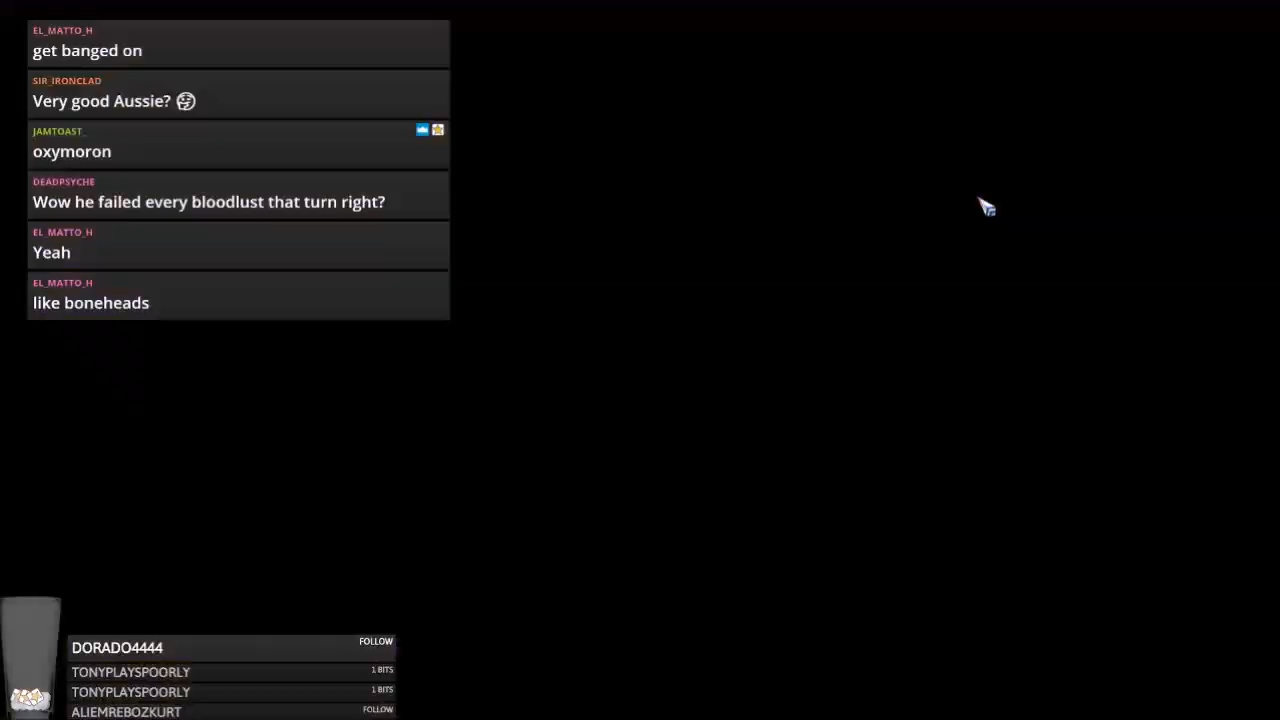 EL_MATTO_H
get banged on
SIR_IRONCLAD
Very good Aussie?
JAMTOAST_
oxymoron
DEADPSYCHE
Wow he failed every bloodlust that turn right?
EL_MATTO_H
Yeah
EL_MATTO_H
like boneheads
DORADO4444 FOLLOW
TONYPLAYSPOORLY 1 BITS
TONYPLAYSPOORLY 1 BITS
ALIEMREBOZKURT FOLLOW